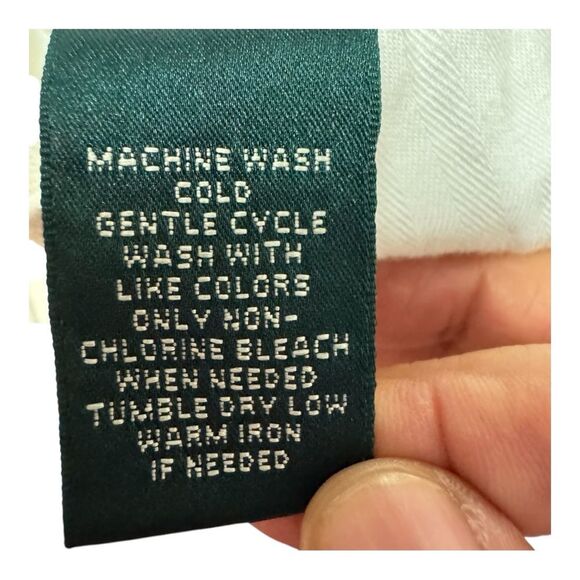 MACHINE WASH
COLD
GENTLE CYCLE
WASH WITH
LIKE COLORS
ONLY NON-
CHLORINE BLEACH
WHEN NEEDED
TUMBLE DRY LOW
WARM IRON
IF NEEDED